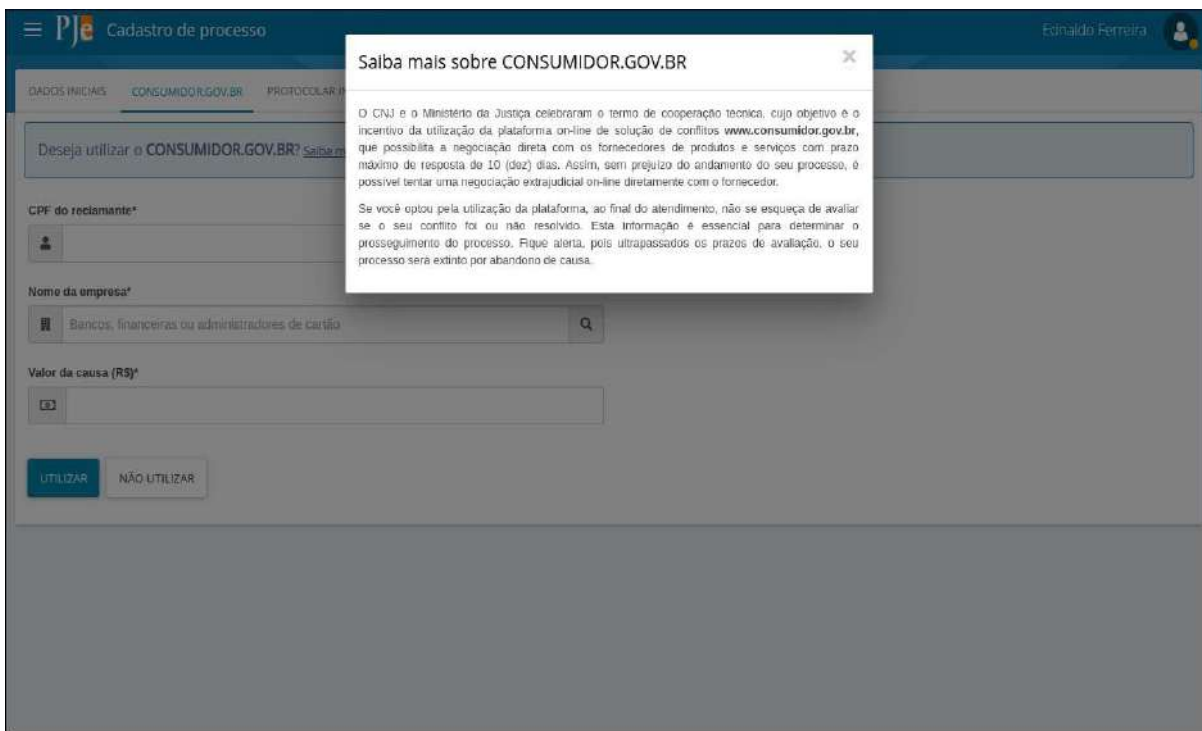 PJe Cadastro de processo
Edinaldo Ferreira
Saiba mais sobre CONSUMIDOR.GOV.BR
×
DADOS INICIAIS CONSUMIDOR.GOV.BR PROTOCOLAR
O CNJ e o Ministério da Justiça celebraram o termo de cooperação técnica, cujo objetivo é o
incentivo da utilização da plataforma on-line de solução de conflitos www.consumidor.gov.br,
que possibilita a negociação direta com os fornecedores de produtos e serviços com prazo
máximo de resposta de 10 (dez) dias. Assim, sem prejuízo do andamento do seu processo, é
possível tentar uma negociação extrajudicial on-line diretamente com o fornecedor.
Se você optou pela utilização da plataforma, ao final do atendimento, não se esqueça de avaliar
se o seu conflito foi ou não resolvido. Esta informação é essencial para determinar o
prosseguimento do processo. Fique alerta, pois ultrapassados os prazos de avaliação, o seu
processo será extinto por abandono de causa.
Deseja utilizar o CONSUMIDOR.GOV.BR? Saiba
CPF do reclamante*
Nome da empresa*
Bancos, financeiras ou administradores de cartão
Valor da causa (R$)*
UTILIZAR NÃO UTILIZAR